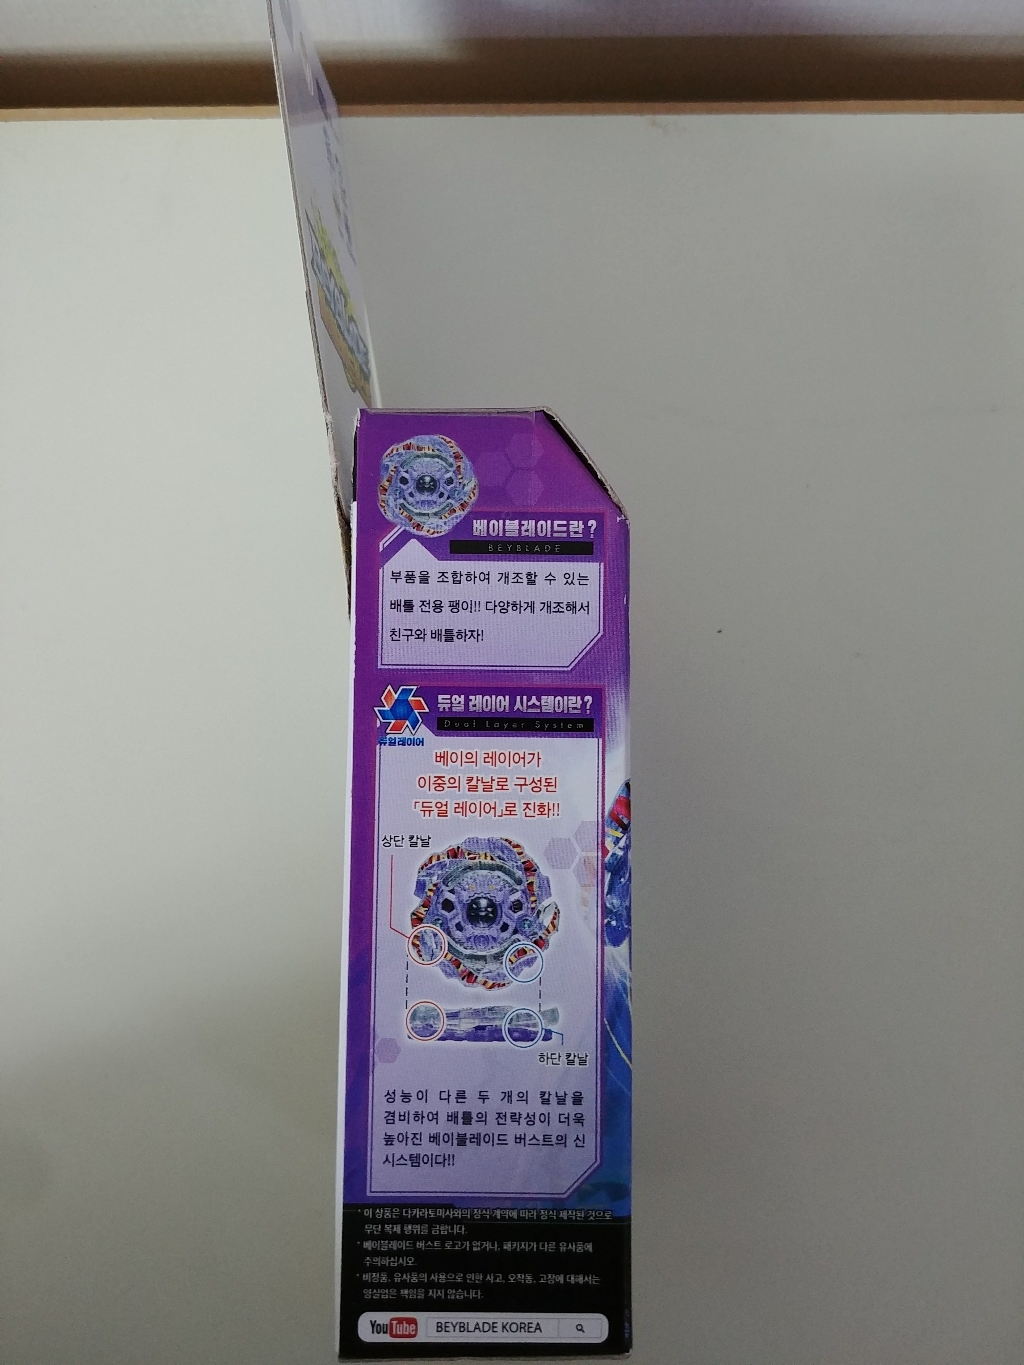 베이블레이드란?
BEYBLADE
부품을 조합하여 개조할 수 있는
배틀 전용 팽이!! 다양하게 개조해서
친구와 배틀하자!
듀얼 레이어 시스템이란?
Dual Layer System
듀얼레이어
베이의 레이어가
이중의 칼날로 구성된
「듀얼 레이어」로 진화!!
상단 칼날
하단 칼날
성능이 다른 두 개의 칼날을
겸비하여 배틀의 전략성이 더욱
높아진 베이블레이드 버스트의 신
시스템이다!!
* 이 상품은 다카라토미사와의 정식 계약에 따라 정식 제작된 것으로
무단 복제 행위를 금합니다.
* 베이블레이드 버스트 로고가 없거나, 패키지가 다른 유사품에
주의하십시오.
* 비정품, 유사품의 사용으로 인한 사고, 오작동, 고장에 대해서는
영실업은 책임을 지지 않습니다.
YouTube BEYBLADE KOREA